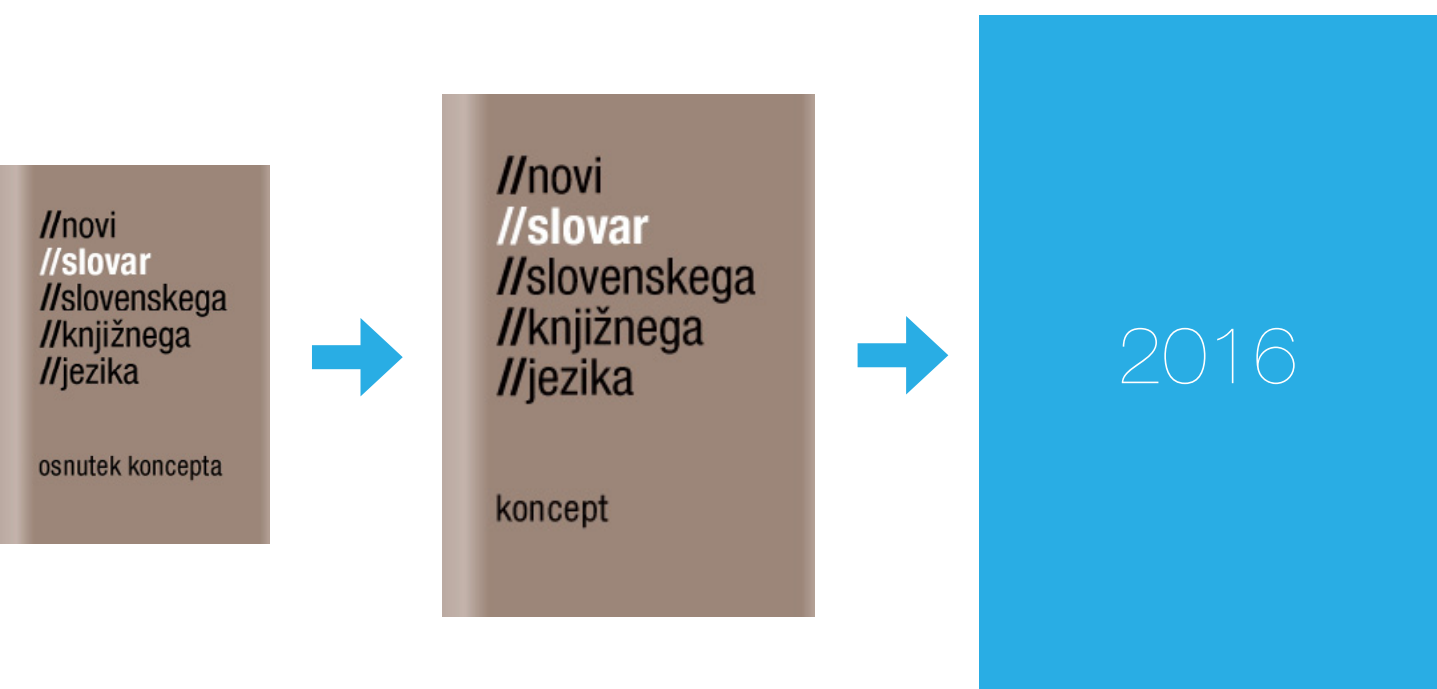 //novi
//slovar
//slovenskega
//knjižnega
//jezika
osnutek koncepta
//novi
//slovar
//slovenskega
//knjižnega
//jezika
koncept
2016